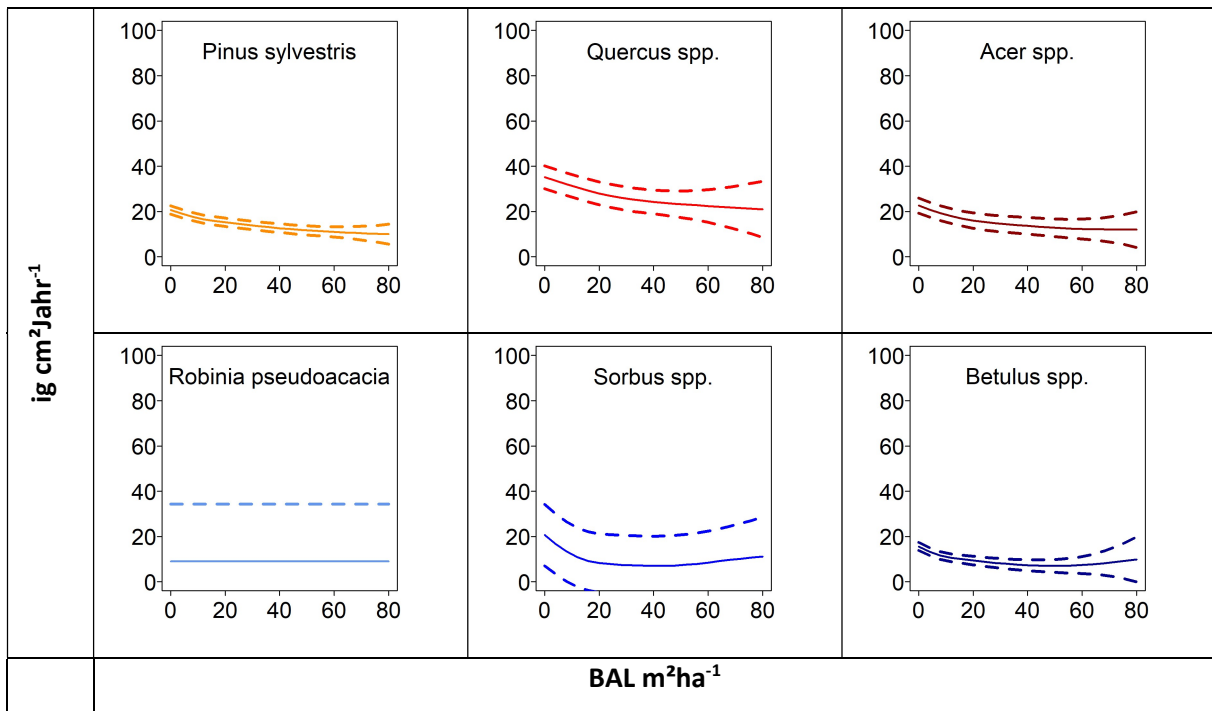 ig cm²Jahr⁻¹
Pinus sylvestris
100
80
60
40
20
0
0 20 40 60 80
Quercus spp.
100
80
60
40
20
0
0 20 40 60 80
Acer spp.
100
80
60
40
20
0
0 20 40 60 80
Robinia pseudoacacia
100
80
60
40
20
0
0 20 40 60 80
Sorbus spp.
100
80
60
40
20
0
0 20 40 60 80
Betulus spp.
100
80
60
40
20
0
0 20 40 60 80
BAL m²ha⁻¹